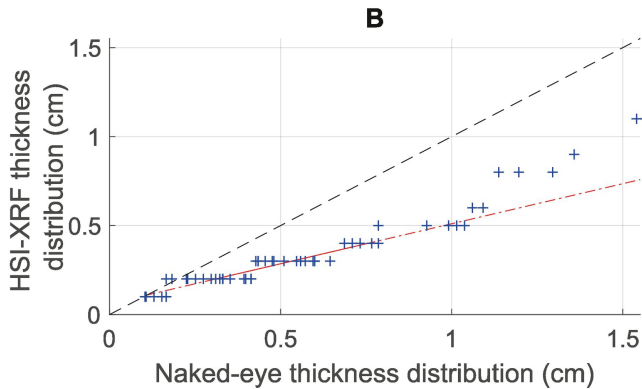 B
HSI-XRF thickness
distribution (cm)
1.5
1
0.5
0
0
0.5
1
1.5
Naked-eye thickness distribution (cm)